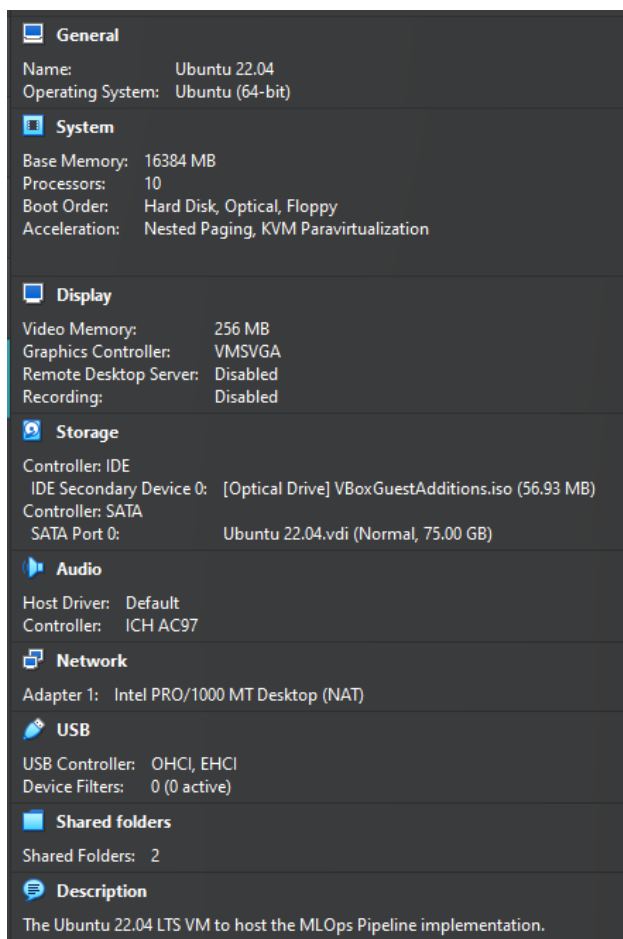 General
Name: Ubuntu 22.04
Operating System: Ubuntu (64-bit)
System
Base Memory: 16384 MB
Processors: 10
Boot Order: Hard Disk, Optical, Floppy
Acceleration: Nested Paging, KVM Paravirtualization
Display
Video Memory: 256 MB
Graphics Controller: VMSVGA
Remote Desktop Server: Disabled
Recording: Disabled
Storage
Controller: IDE
IDE Secondary Device 0: [Optical Drive] VBoxGuestAdditions.iso (56.93 MB)
Controller: SATA
SATA Port 0: Ubuntu 22.04.vdi (Normal, 75.00 GB)
Audio
Host Driver: Default
Controller: ICH AC97
Network
Adapter 1: Intel PRO/1000 MT Desktop (NAT)
USB
USB Controller: OHCI, EHCI
Device Filters: 0 (0 active)
Shared folders
Shared Folders: 2
Description
The Ubuntu 22.04 LTS VM to host the MLOps Pipeline implementation.